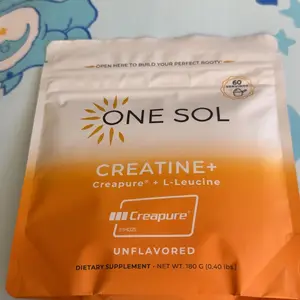 OPEN HERE TO BUILD YOUR PERFECT BOOTY!
60
ONE SOL
CREATINE+
Creapure® + L-Leucine
Creapure®
UNFLAVORED
DIETARY SUPPLEMENT • NET WT. 180 G (0.40 lbs.)